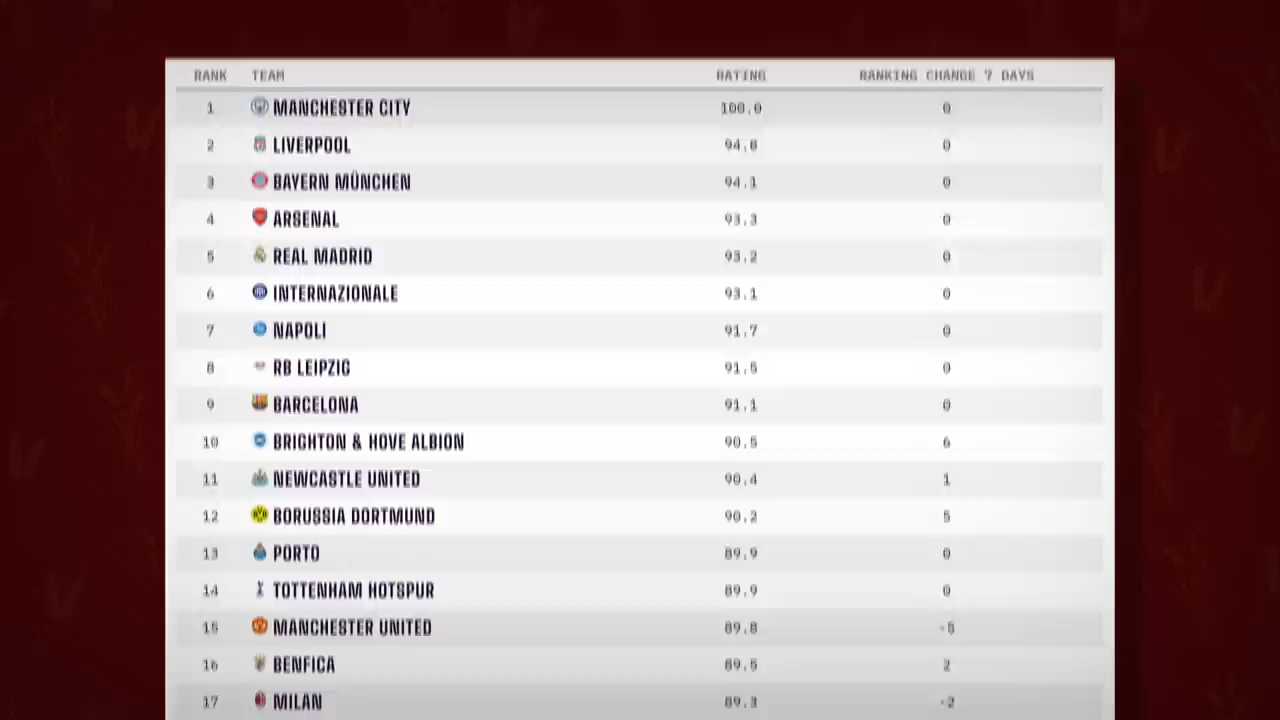 RANK TEAM RATING RANKING CHANGE 7 DAYS
1 MANCHESTER CITY 100.0 0
2 LIVERPOOL 0
3 BAYERN MÜNCHEN 94.1 0
4 ARSENAL 93.3 0
5 REAL MADRID 93.2 0
6 INTERNAZIONALE 93.1 0
7 NAPOLI 91.7 0
8 RB LEIPZIG 0
9 BARCELONA 91.1 0
10 BRIGHTON & HOVE ALBION 90.5 6
11 NEWCASTLE UNITED 90.4 1
12 BORUSSIA DORTMUND 90.2 5
13 PORTO 89.9 0
14 TOTTENHAM HOTSPUR 89.9 0
15 MANCHESTER UNITED 89.8 -5
16 BENFICA 89.5 2
17 MILAN 89.3 -2